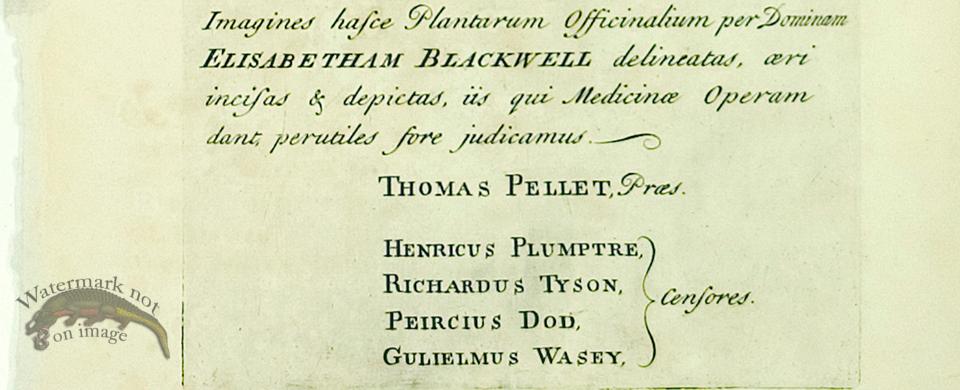 Imagines haſce Plantarum Officinalium per Dominam
ELISABETHAM BLACKWELL delineatas, æri
inciſas & depictas, iis qui Medicinæ Operam
dant, perutiles fore judicamus.
THOMAS PELLET, Præs.
HENRICUS PLUMPTRE,
RICHARDUS TYSON,
PEIRCIUS DOD,
GULIELMUS WASEY,
Cenſores.
Watermark not
on image